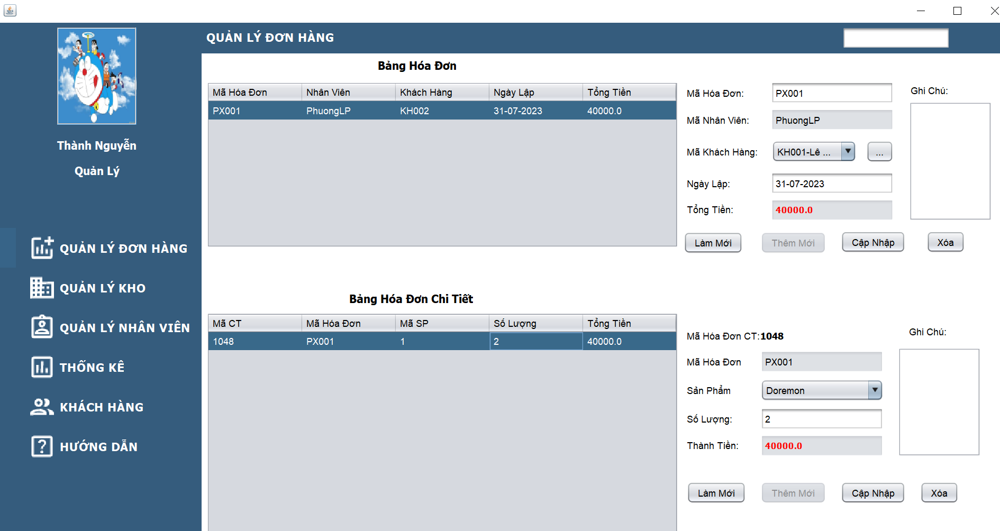 QUẢN LÝ ĐƠN HÀNG
Thành Nguyễn
Quản Lý
QUẢN LÝ ĐƠN HÀNG
QUẢN LÝ KHO
QUẢN LÝ NHÂN VIÊN
THỐNG KÊ
KHÁCH HÀNG
HƯỚNG DẪN
Bảng Hóa Đơn
Mã Hóa Đơn Nhân Viên Khách Hàng Ngày Lập Tổng Tiền
PX001 PhuongLP KH002 31-07-2023 40000.0
Mã Hóa Đơn: PX001
Mã Nhân Viên: PhuongLP
Mã Khách Hàng: KH001-Lê ... ...
Ngày Lập: 31-07-2023
Tổng Tiền: 40000.0
Ghi Chú:
Làm Mới Thêm Mới Cập Nhập Xóa
Bảng Hóa Đơn Chi Tiết
Mã CT Mã Hóa Đơn Mã SP Số Lượng Tổng Tiền
1048 PX001 1 2 40000.0
Mã Hóa Đơn CT:1048
Mã Hóa Đơn PX001
Sản Phẩm Doremon
Số Lượng: 2
Thành Tiền: 40000.0
Ghi Chú:
Làm Mới Thêm Mới Cập Nhập Xóa